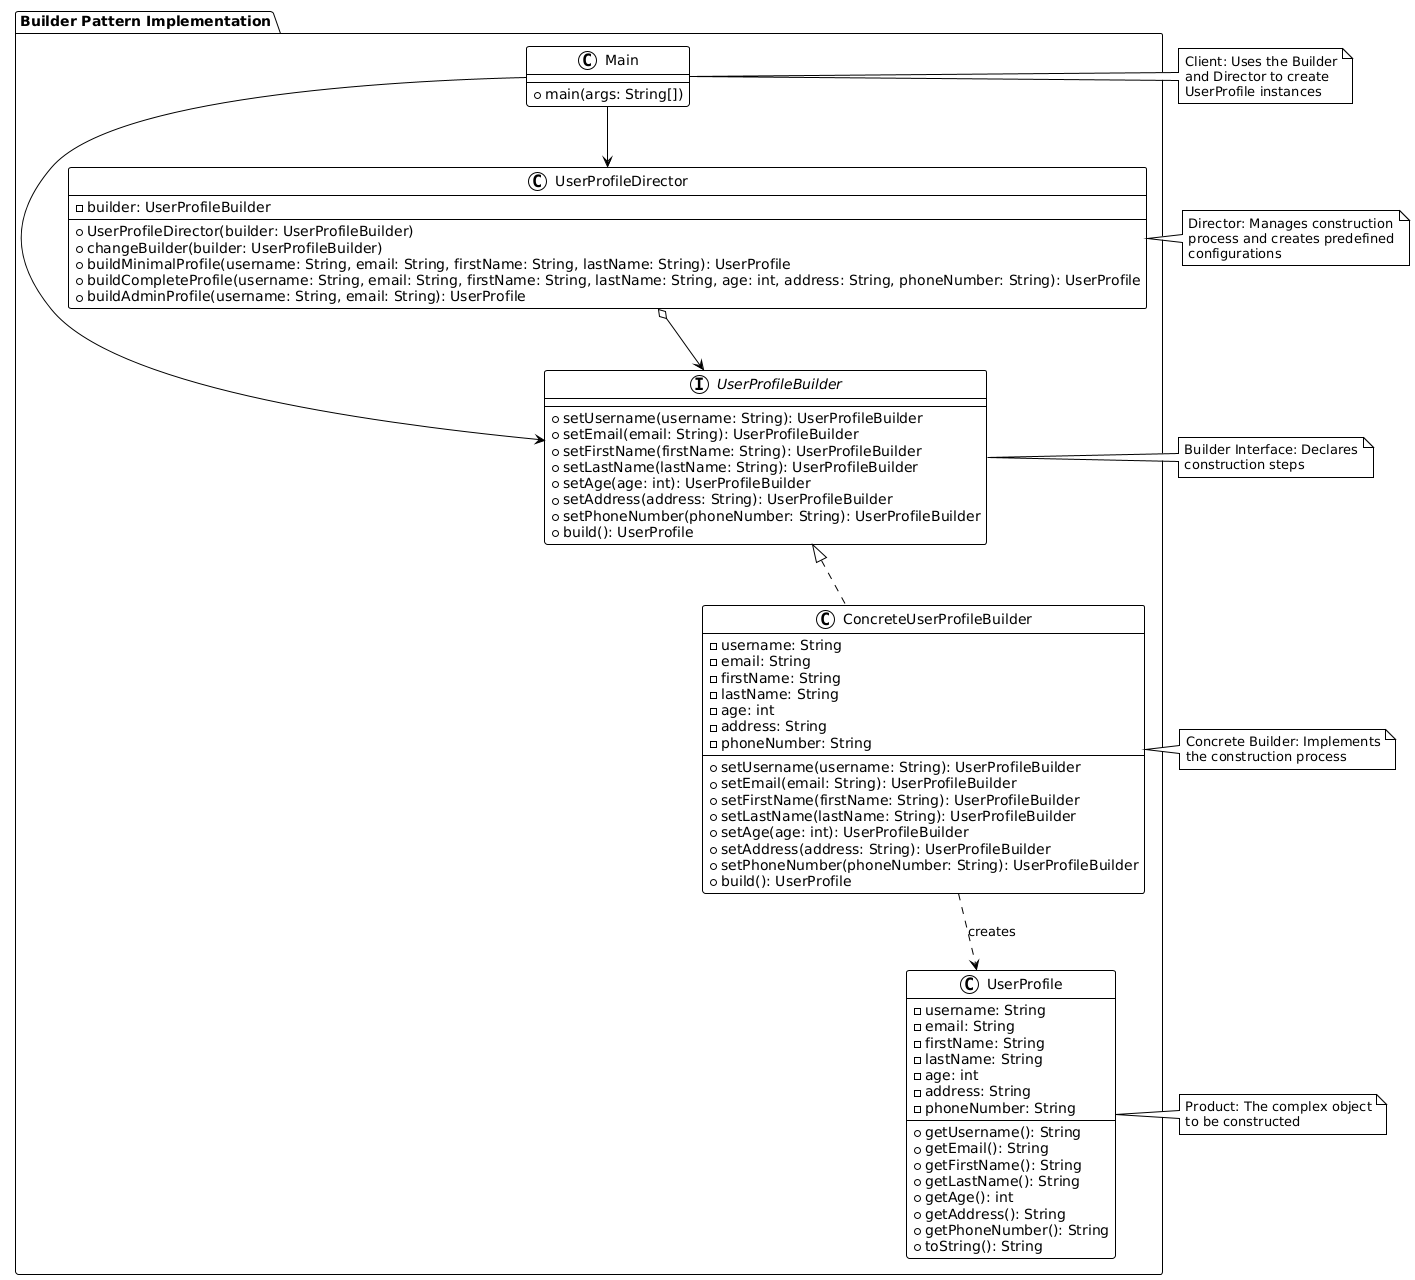 Builder Pattern Implementation
C Main
main(args: String[])
Client: Uses the Builder
and Director to create
UserProfile instances
C UserProfileDirector
builder: UserProfileBuilder
UserProfileDirector(builder: UserProfileBuilder)
changeBuilder(builder: UserProfileBuilder)
buildMinimalProfile(username: String, email: String, firstName: String, lastName: String): UserProfile
buildCompleteProfile(username: String, email: String, firstName: String, lastName: String, age: int, address: String, phoneNumber: String): UserProfile
buildAdminProfile(username: String, email: String): UserProfile
Director: Manages construction
process and creates predefined
configurations
I UserProfileBuilder
setUsername(username: String): UserProfileBuilder
setEmail(email: String): UserProfileBuilder
setFirstName(firstName: String): UserProfileBuilder
setLastName(lastName: String): UserProfileBuilder
setAge(age: int): UserProfileBuilder
setAddress(address: String): UserProfileBuilder
setPhoneNumber(phoneNumber: String): UserProfileBuilder
build(): UserProfile
Builder Interface: Declares
construction steps
C ConcreteUserProfileBuilder
username: String
email: String
firstName: String
lastName: String
age: int
address: String
phoneNumber: String
setUsername(username: String): UserProfileBuilder
setEmail(email: String): UserProfileBuilder
setFirstName(firstName: String): UserProfileBuilder
setLastName(lastName: String): UserProfileBuilder
setAge(age: int): UserProfileBuilder
setAddress(address: String): UserProfileBuilder
setPhoneNumber(phoneNumber: String): UserProfileBuilder
build(): UserProfile
Concrete Builder: Implements
the construction process
creates
C UserProfile
username: String
email: String
firstName: String
lastName: String
age: int
address: String
phoneNumber: String
getUsername(): String
getEmail(): String
getFirstName(): String
getLastName(): String
getAge(): int
getAddress(): String
getPhoneNumber(): String
toString(): String
Product: The complex object
to be constructed